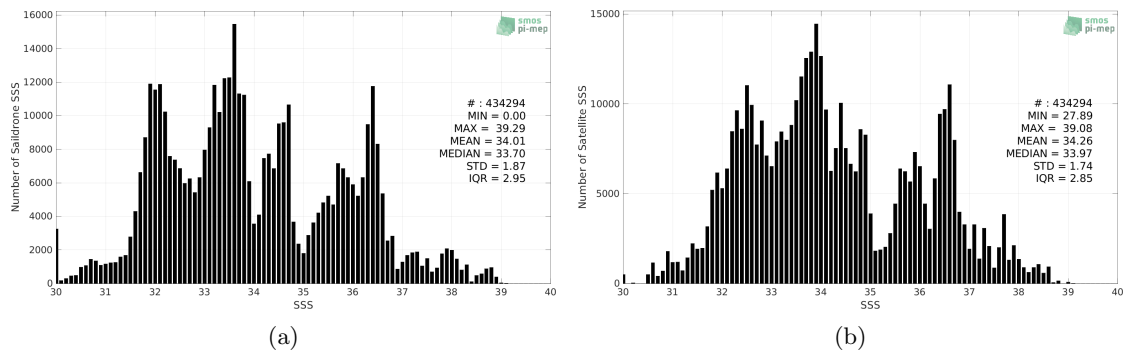 16000
14000
12000
10000
8000
6000
4000
2000
0
30 31 32 33 34 35 36 37 38 39 40
Number of Saildrone SSS
SSS
smos
pi-mep
# : 434294
MIN = 0.00
MAX = 39.29
MEAN = 34.01
MEDIAN = 33.70
STD = 1.87
IQR = 2.95
(a)
15000
10000
5000
0
30 31 32 33 34 35 36 37 38 39 40
Number of Satellite SSS
SSS
smos
pi-mep
# : 434294
MIN = 27.89
MAX = 39.08
MEAN = 34.26
MEDIAN = 33.97
STD = 1.74
IQR = 2.85
(b)